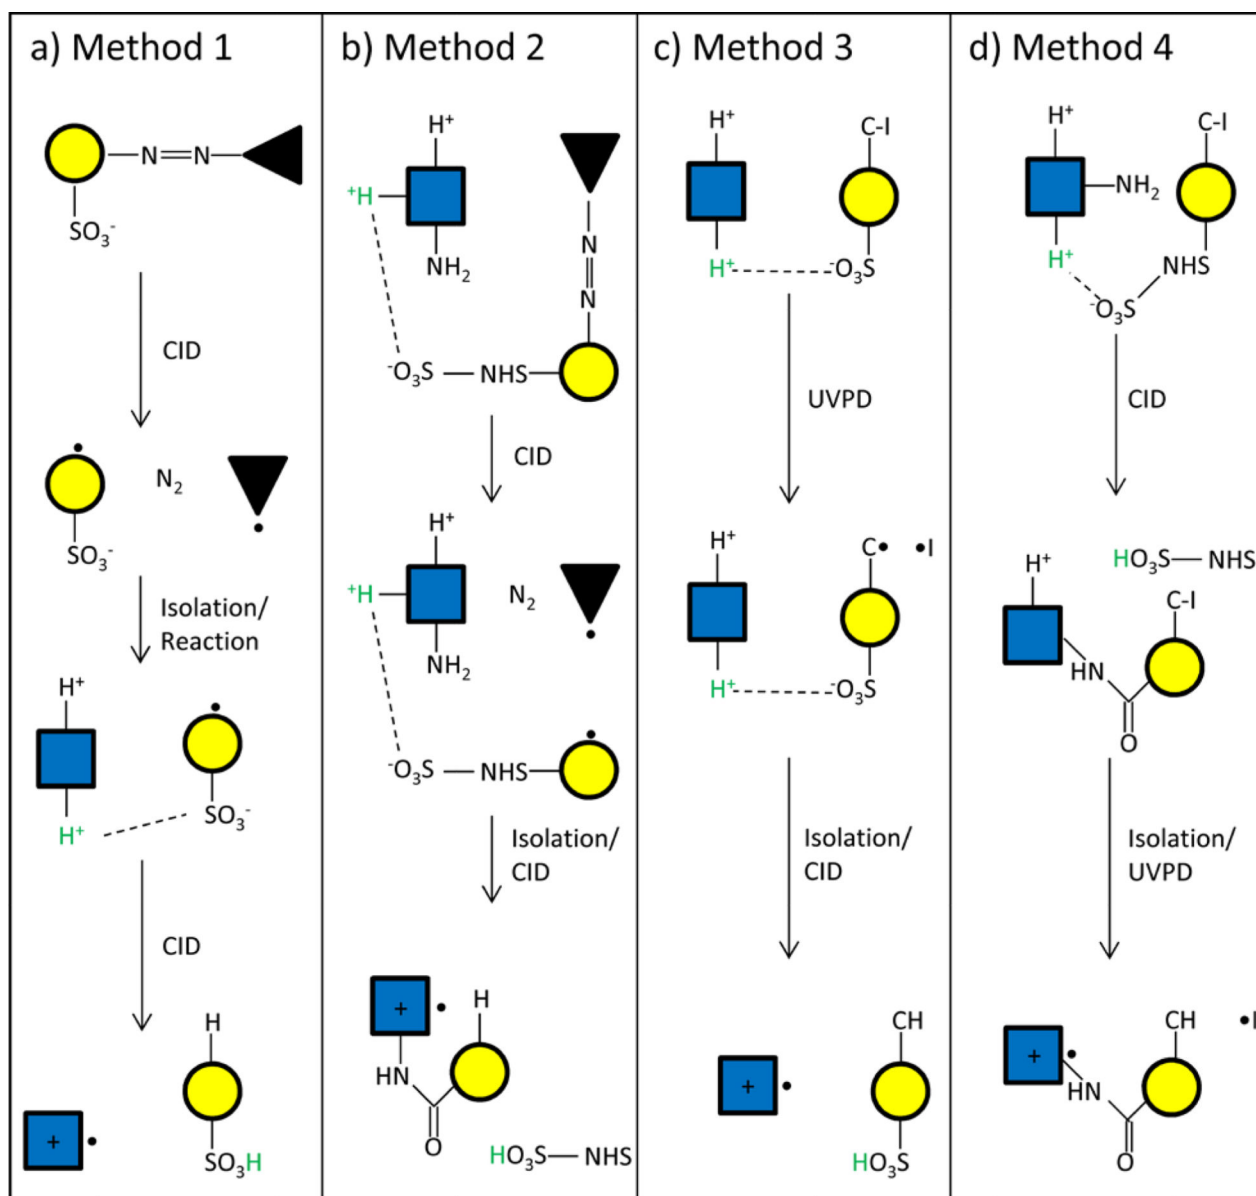 a) Method 1
N=N
SO₃⁻
CID
N₂
SO₃⁻
Isolation/
Reaction
H⁺
H⁺
SO₃⁻
CID
H
+
SO₃H
b) Method 2
H⁺
⁺H
NH₂
N
N
⁻O₃S
NHS
CID
H⁺
⁺H
N₂
NH₂
⁻O₃S
NHS
Isolation/
CID
+
H
HN
O
HO₃S
NHS
c) Method 3
H⁺
C-I
H⁺
⁻O₃S
UVPD
H⁺
C•
•I
H⁺
⁻O₃S
Isolation/
CID
CH
+
HO₃S
d) Method 4
H⁺
C-I
NH₂
H⁺
NHS
⁻O₃S
CID
HO₃S
NHS
H⁺
C-I
HN
O
Isolation/
UVPD
CH
•I
+
HN
O